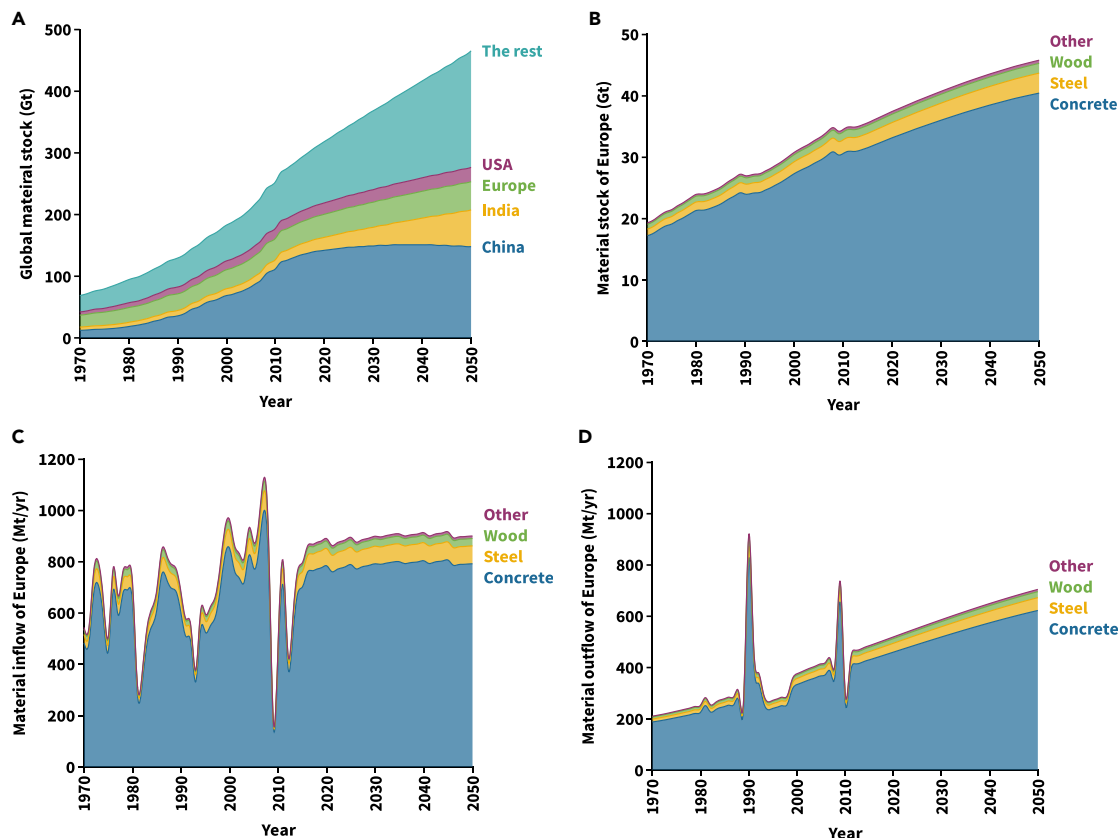 A
Global mateiral stock (Gt)
500
400
300
200
100
0
1970
1980
1990
2000
2010
2020
2030
2040
2050
Year
The rest
USA
Europe
India
China
B
Material stock of Europe (Gt)
50
40
30
20
10
0
1970
1980
1990
2000
2010
2020
2030
2040
2050
Year
Other
Wood
Steel
Concrete
C
Material inflow of Europe (Mt/yr)
1200
1000
800
600
400
200
0
1970
1980
1990
2000
2010
2020
2030
2040
2050
Year
Other
Wood
Steel
Concrete
D
Material outflow of Europe (Mt/yr)
1200
1000
800
600
400
200
0
1970
1980
1990
2000
2010
2020
2030
2040
2050
Year
Other
Wood
Steel
Concrete